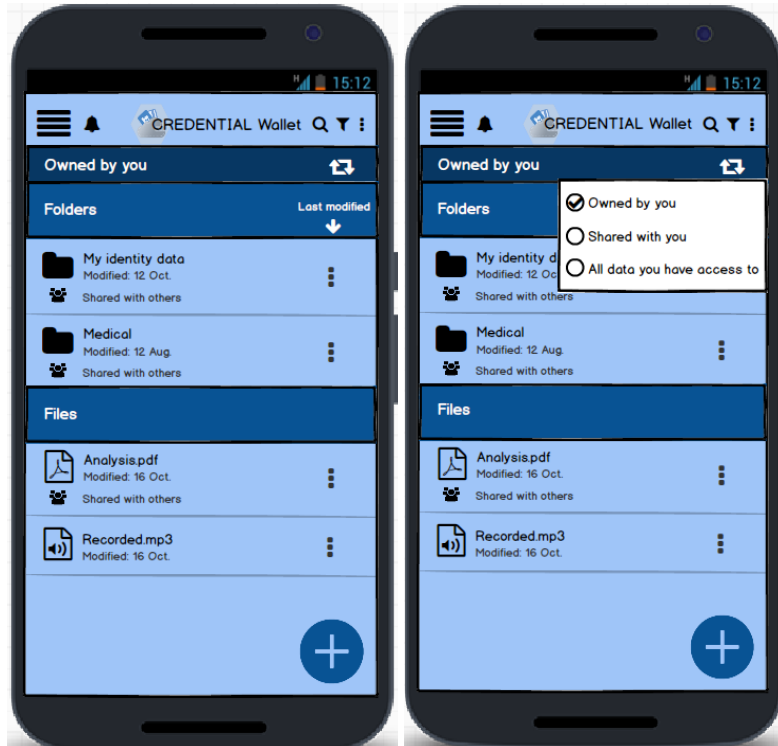 H 15:12
CREDENTIAL Wallet
Owned by you
Folders
Last modified
My identity data
Modified: 12 Oct.
Shared with others
Medical
Modified: 12 Aug.
Shared with others
Files
Analysis.pdf
Modified: 16 Oct.
Shared with others
Recorded.mp3
Modified: 16 Oct.
H 15:12
CREDENTIAL Wallet
Owned by you
Folders
Owned by you
Shared with you
All data you have access to
My identity d
Modified: 12 Oc
Shared with others
Medical
Modified: 12 Aug.
Shared with others
Files
Analysis.pdf
Modified: 16 Oct.
Shared with others
Recorded.mp3
Modified: 16 Oct.